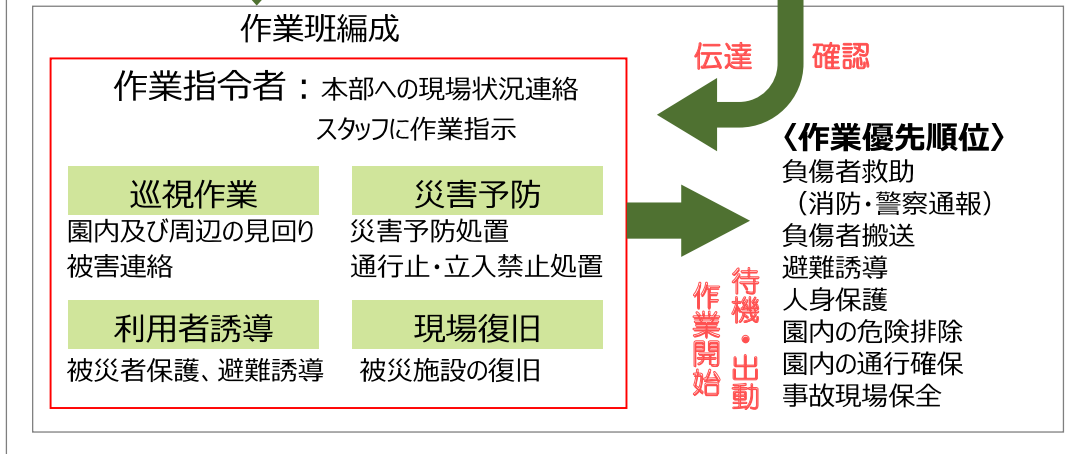 作業班編成
作業指令者：本部への現場状況連絡
スタッフに作業指示
巡視作業
園内及び周辺の見回り
被害連絡
災害予防
災害予防処置
通行止・立入禁止処置
利用者誘導
被災者保護、避難誘導
現場復旧
被災施設の復旧
伝達
確認
待機・出動
作業開始
〈作業優先順位〉
負傷者救助
（消防・警察通報）
負傷者搬送
避難誘導
人身保護
園内の危険排除
園内の通行確保
事故現場保全